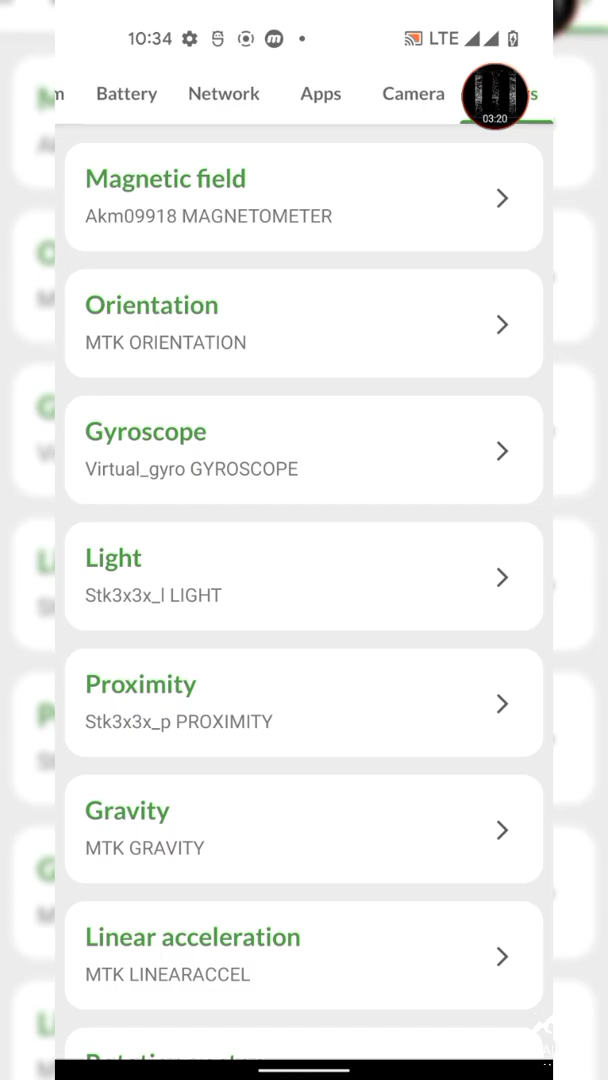 10:34 LTE
Battery Network Apps Camera
03:20
Magnetic field
Akm09918 MAGNETOMETER
Orientation
MTK ORIENTATION
Gyroscope
Virtual_gyro GYROSCOPE
Light
Stk3x3x_l LIGHT
Proximity
Stk3x3x_p PROXIMITY
Gravity
MTK GRAVITY
Linear acceleration
MTK LINEARACCEL